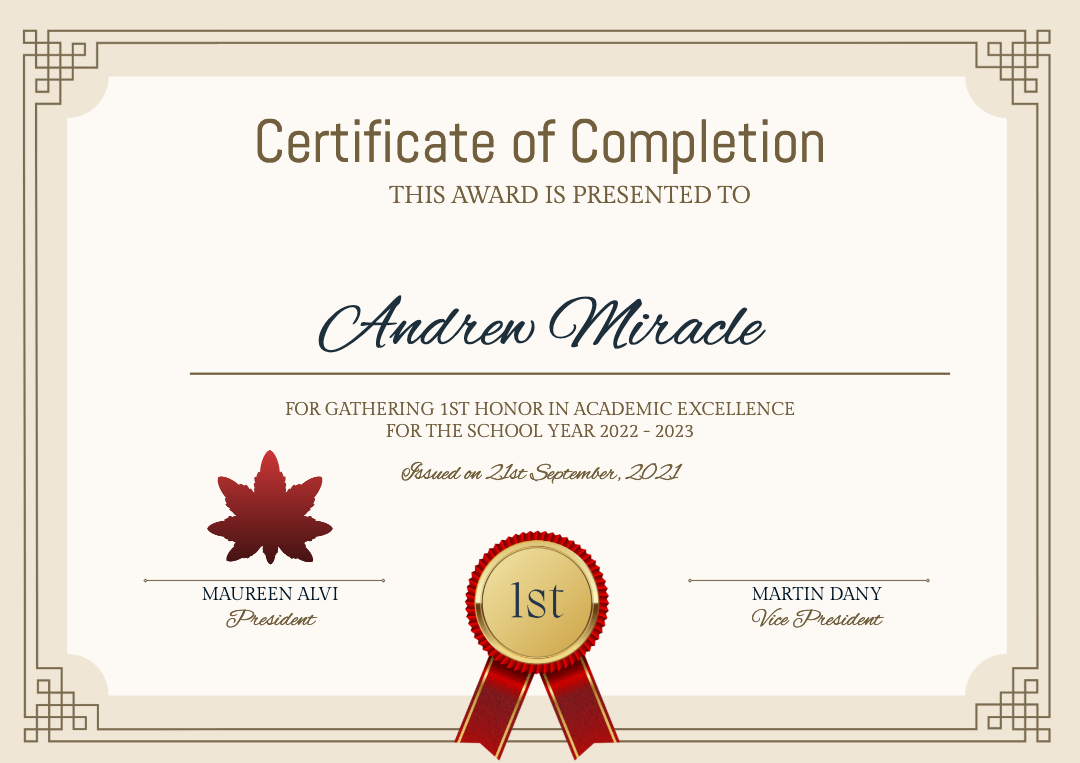 Certificate of Completion
THIS AWARD IS PRESENTED TO
Andrew Miracle
FOR GATHERING 1ST HONOR IN ACADEMIC EXCELLENCE
FOR THE SCHOOL YEAR 2022 - 2023
Issued on 21st September, 2021
1st
MAUREEN ALVI
President
MARTIN DANY
Vice President